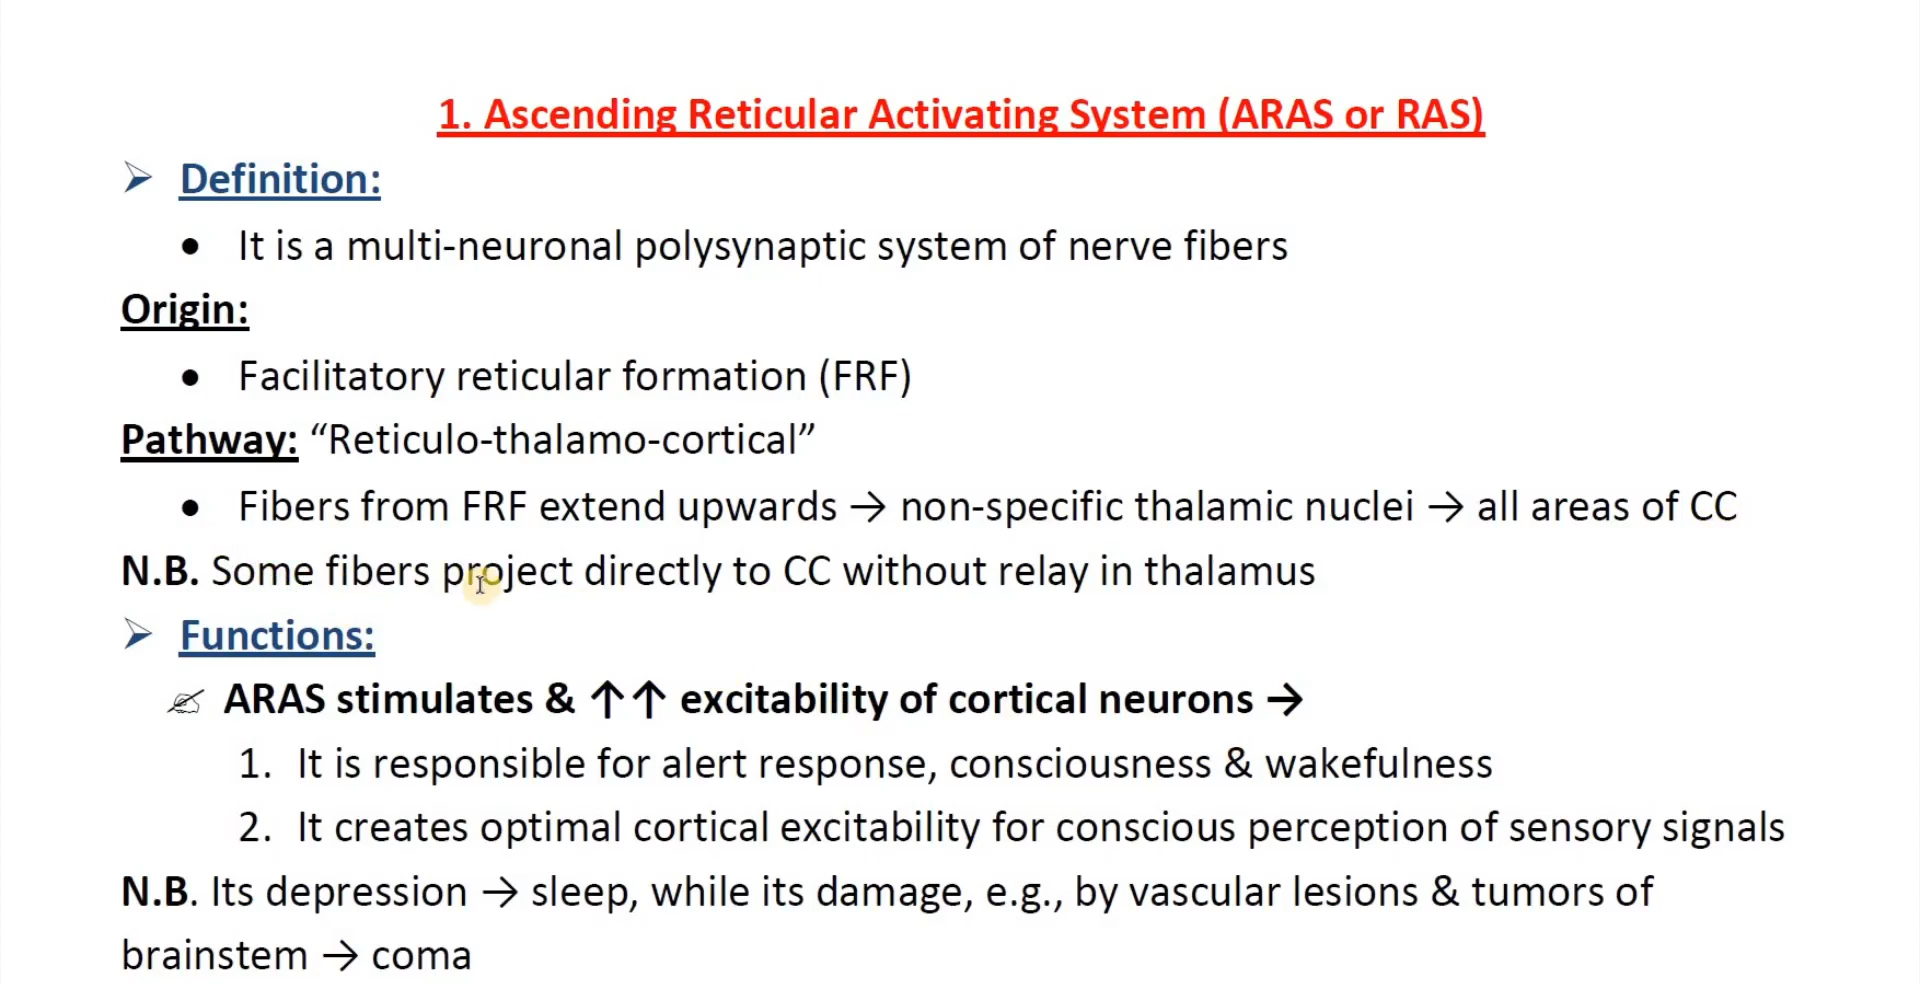 1. Ascending Reticular Activating System (ARAS or RAS)
➢ Definition:
• It is a multi-neuronal polysynaptic system of nerve fibers
Origin:
• Facilitatory reticular formation (FRF)
Pathway: “Reticulo-thalamo-cortical”
• Fibers from FRF extend upwards → non-specific thalamic nuclei → all areas of CC
N.B. Some fibers project directly to CC without relay in thalamus
➢ Functions:
✍ ARAS stimulates & ↑↑ excitability of cortical neurons →
1. It is responsible for alert response, consciousness & wakefulness
2. It creates optimal cortical excitability for conscious perception of sensory signals
N.B. Its depression → sleep, while its damage, e.g., by vascular lesions & tumors of
brainstem → coma